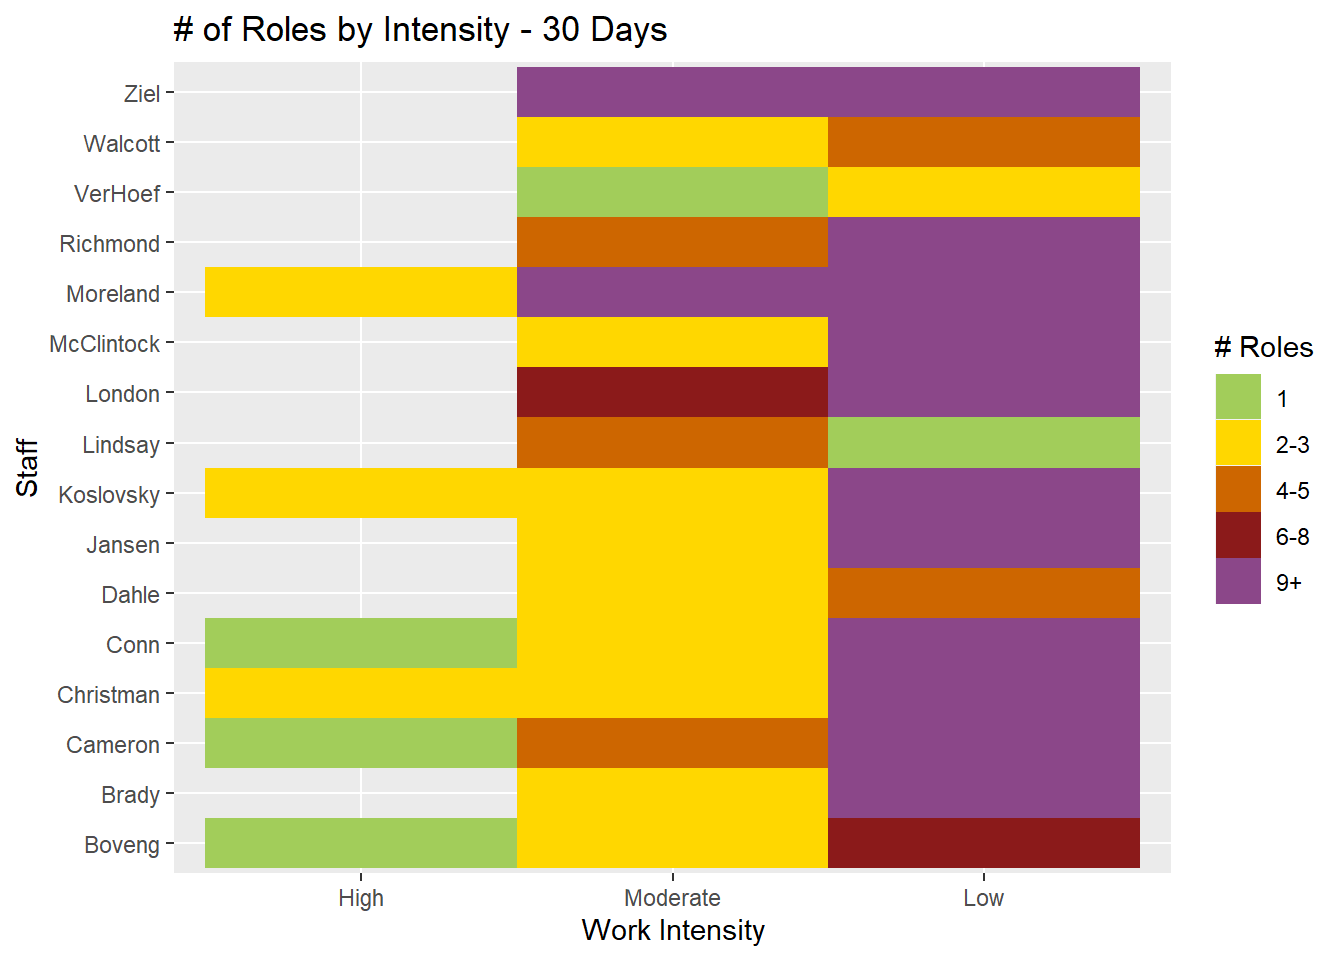 # of Roles by Intensity - 30 Days
Staff
Ziel
Walcott
VerHoef
Richmond
Moreland
McClintock
London
Lindsay
Koslovsky
Jansen
Dahle
Conn
Christman
Cameron
Brady
Boveng
High Moderate Low
Work Intensity
# Roles
1
2-3
4-5
6-8
9+